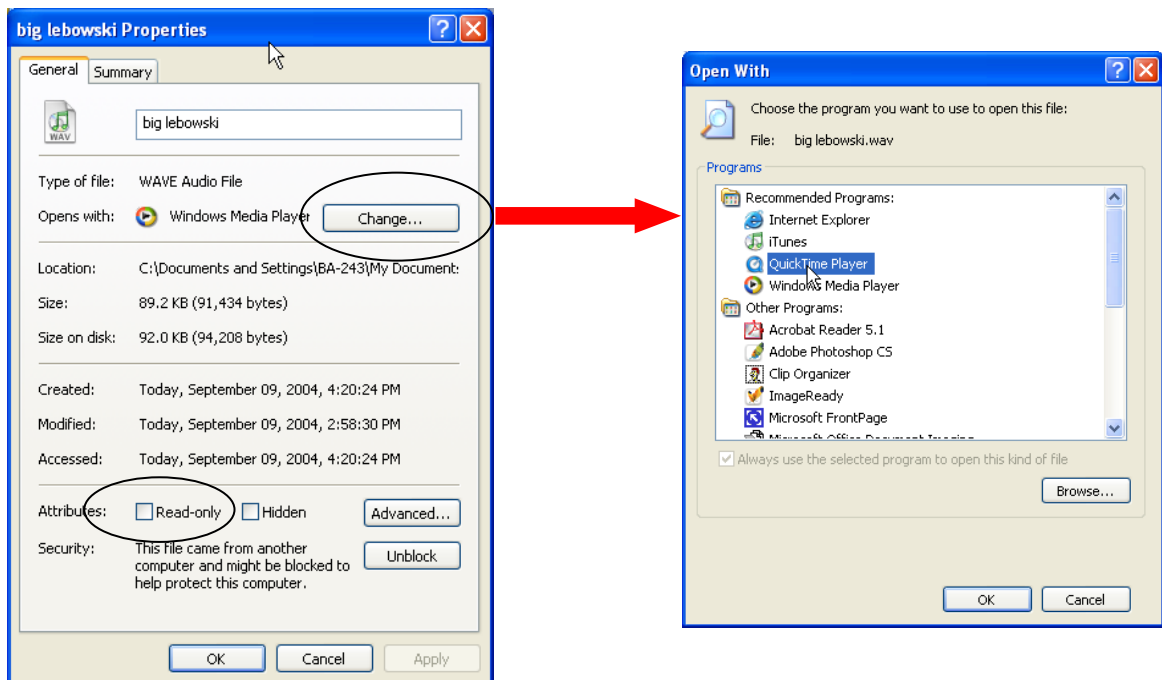 big lebowski Properties
General Summary
WAV
big lebowski
Type of file: WAVE Audio File
Opens with: Windows Media Player Change...
Location: C:\Documents and Settings\BA-243\My Document:
Size: 89.2 KB (91,434 bytes)
Size on disk: 92.0 KB (94,208 bytes)
Created: Today, September 09, 2004, 4:20:24 PM
Modified: Today, September 09, 2004, 2:58:30 PM
Accessed: Today, September 09, 2004, 4:20:24 PM
Attributes: Read-only Hidden Advanced...
Security: This file came from another
computer and might be blocked to
help protect this computer.
Unblock
OK Cancel Apply
Open With
Choose the program you want to use to open this file:
File: big lebowski.wav
Programs
Recommended Programs:
Internet Explorer
iTunes
QuickTime Player
Windows Media Player
Other Programs:
Acrobat Reader 5.1
Adobe Photoshop CS
Clip Organizer
ImageReady
Microsoft FrontPage
Microsoft Office Document Imaging
Always use the selected program to open this kind of file
Browse...
OK Cancel